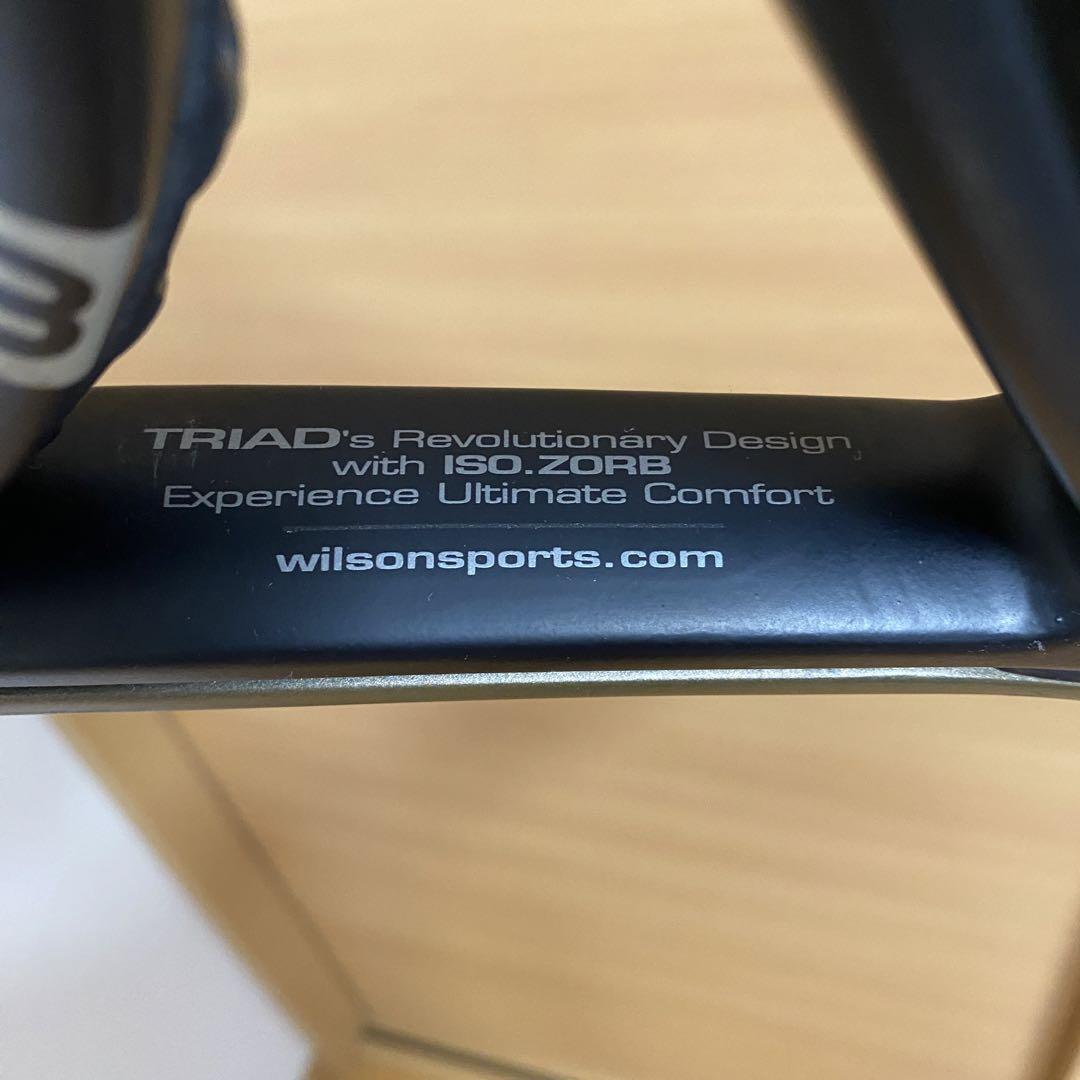 TRIAD's Revolutionary Design
with ISO.ZORB
Experience Ultimate Comfort
wilsonsports.com